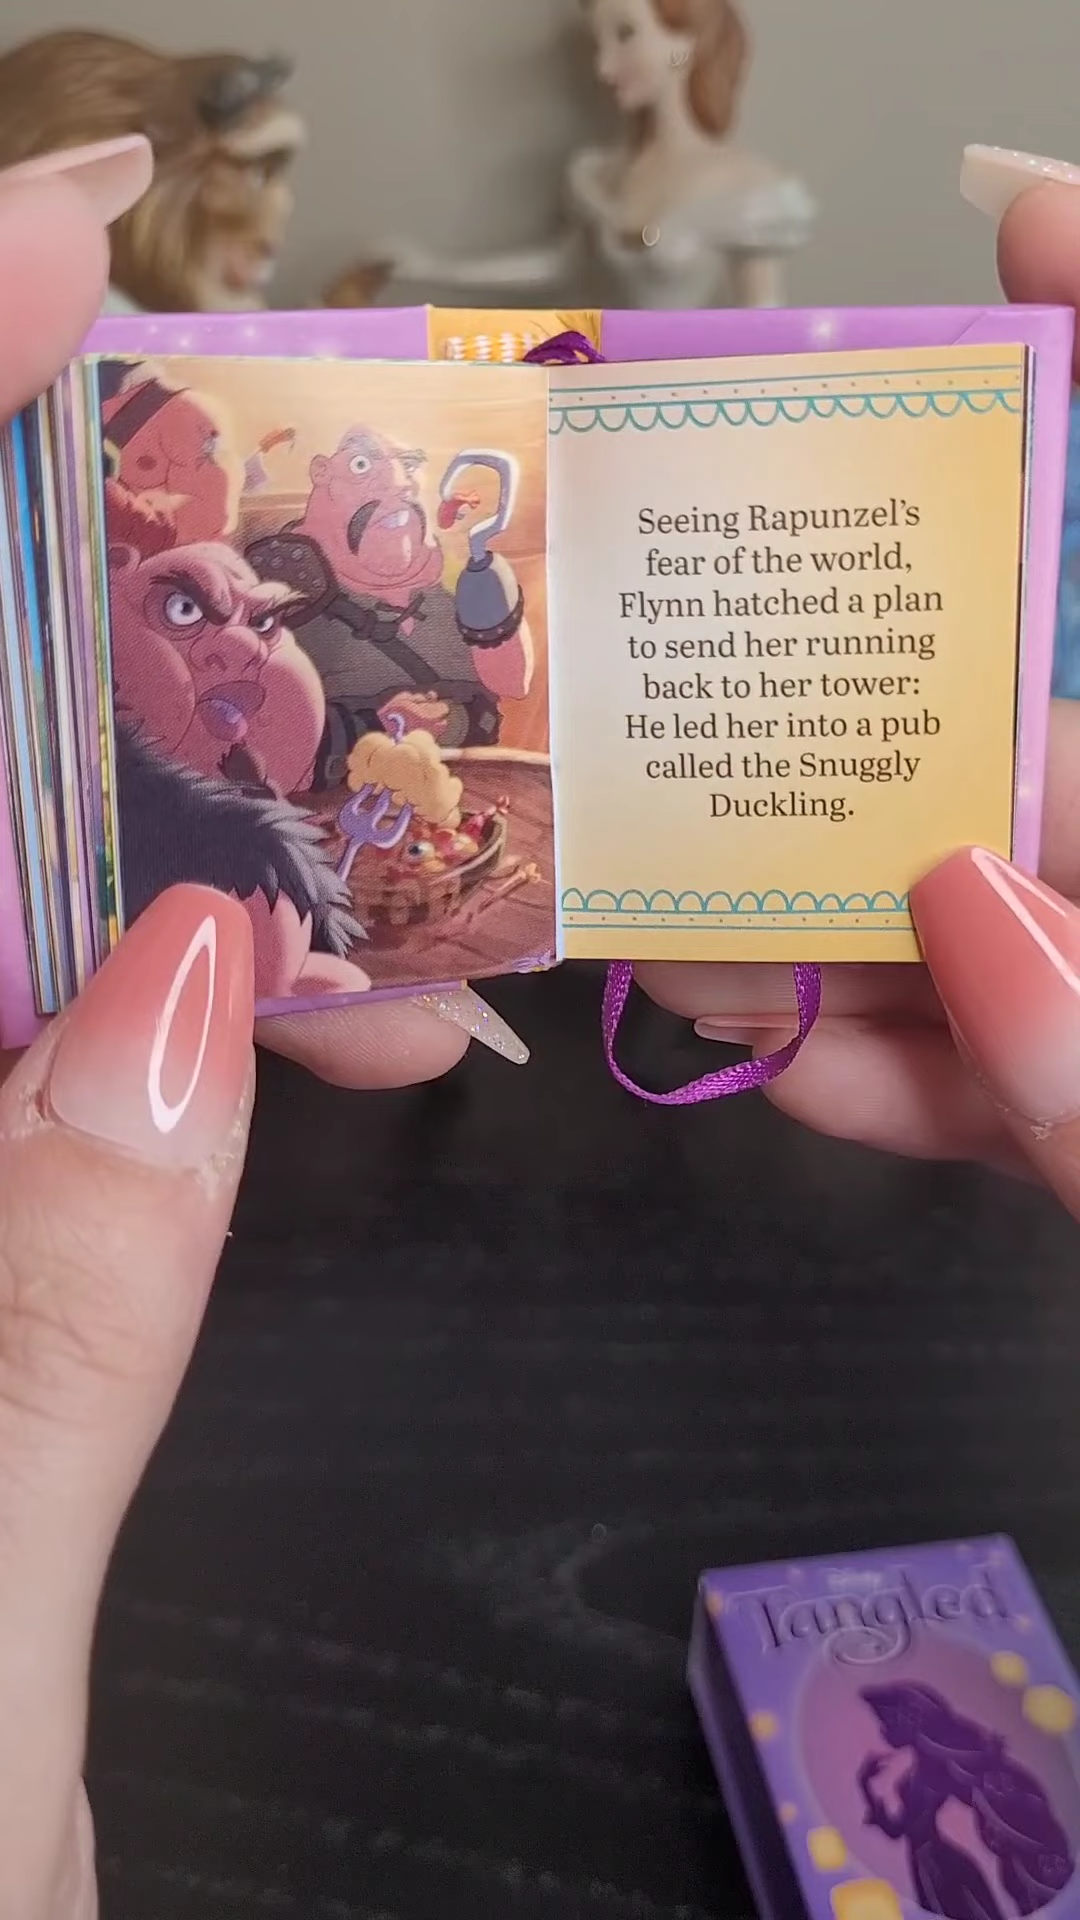 Seeing Rapunzel's
fear of the world,
Flynn hatched a plan
to send her running
back to her tower:
He led her into a pub
called the Snuggly
Duckling.
Disney
Tangled